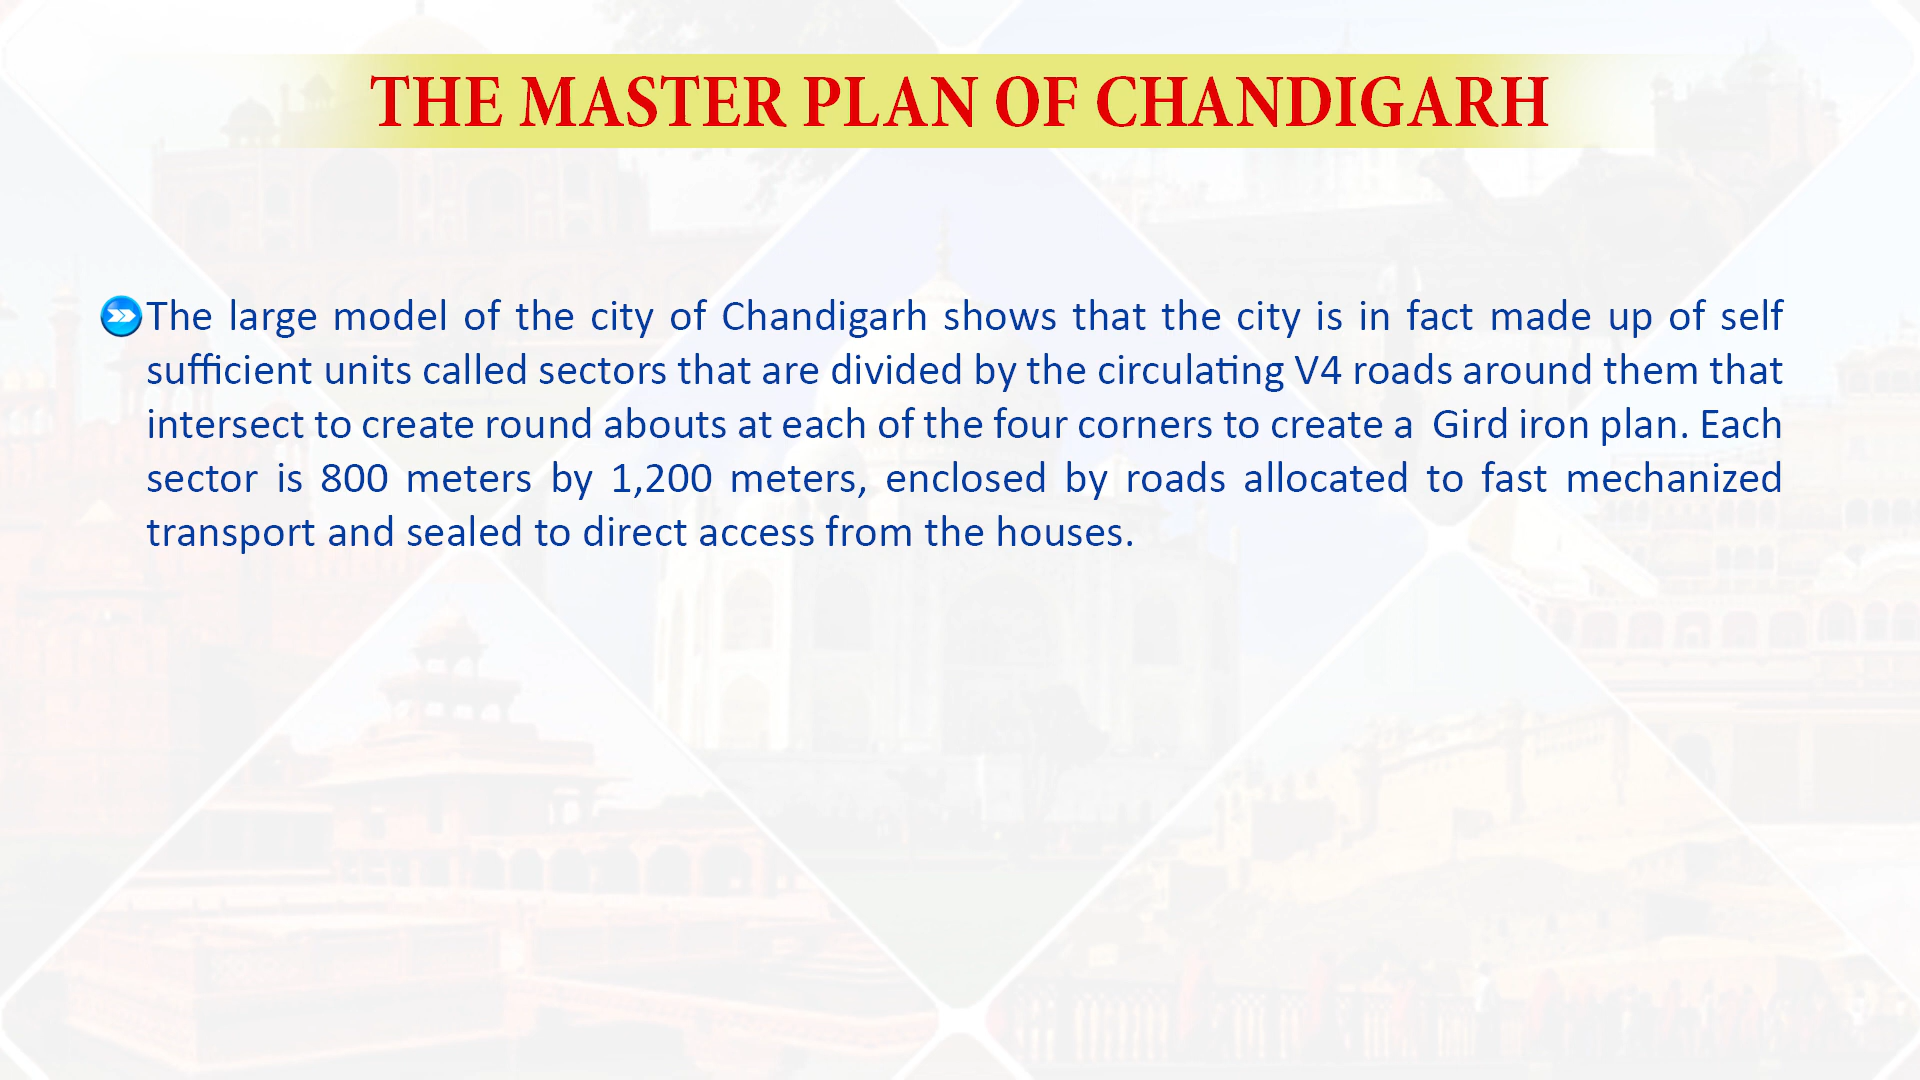 THE MASTER PLAN OF CHANDIGARH
The large model of the city of Chandigarh shows that the city is in fact made up of self
sufficient units called sectors that are divided by the circulating V4 roads around them that
intersect to create round abouts at each of the four corners to create a Gird iron plan. Each
sector is 800 meters by 1,200 meters, enclosed by roads allocated to fast mechanized
transport and sealed to direct access from the houses.